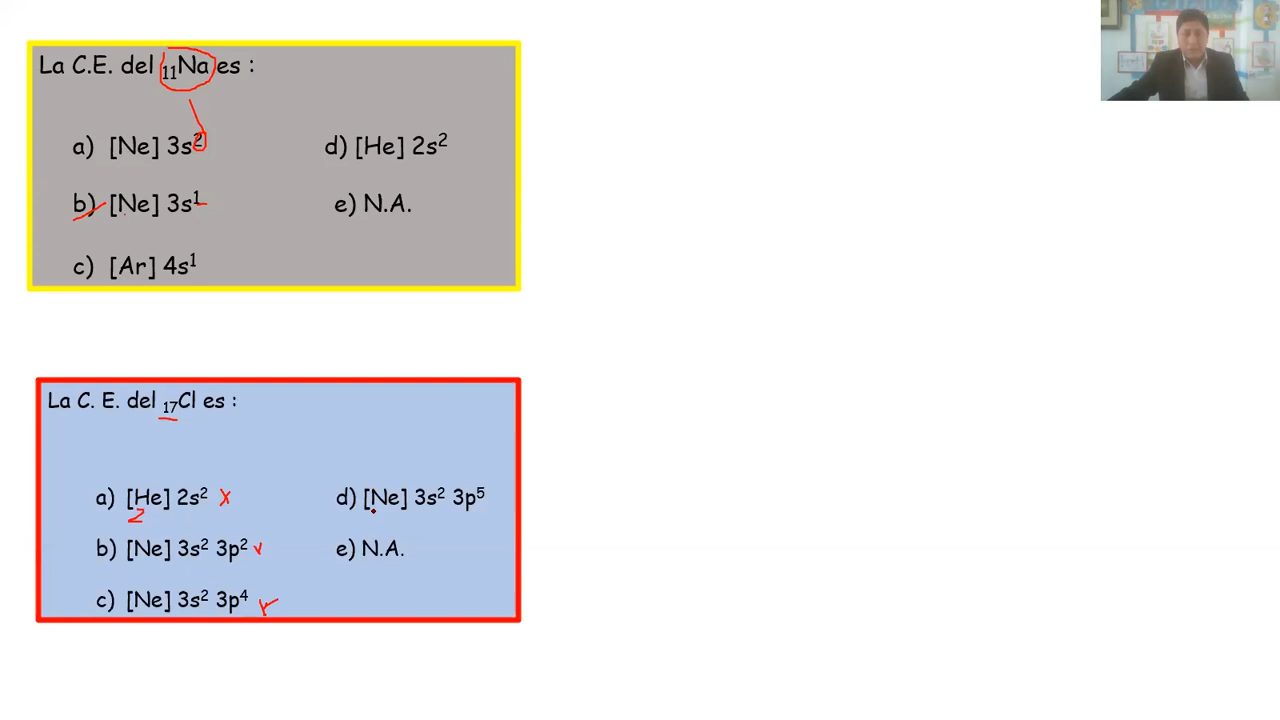 La C.E. del ₁₁Na es :
a) [Ne] 3s²
d) [He] 2s²
b) [Ne] 3s¹
e) N.A.
c) [Ar] 4s¹
La C. E. del ₁₇Cl es :
a) [He] 2s² x
d) [Ne] 3s² 3p⁵
2
b) [Ne] 3s² 3p²
e) N.A.
c) [Ne] 3s² 3p⁴